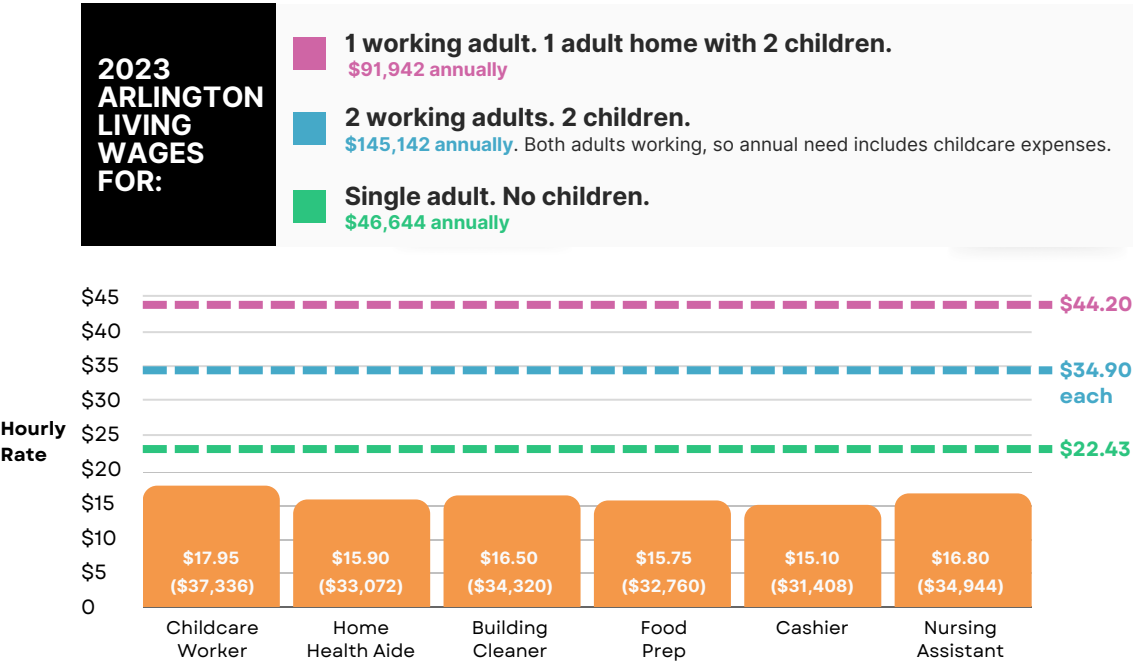 2023
ARLINGTON
LIVING
WAGES
FOR:
1 working adult. 1 adult home with 2 children.
$91,942 annually
2 working adults. 2 children.
$145,142 annually. Both adults working, so annual need includes childcare expenses.
Single adult. No children.
$46,644 annually
Hourly
Rate
$45
$40
$35
$30
$25
$20
$15
$10
$5
0
$44.20
$34.90
each
$22.43
$17.95
($37,336)
$15.90
($33,072)
$16.50
($34,320)
$15.75
($32,760)
$15.10
($31,408)
$16.80
($34,944)
Childcare
Worker
Home
Health Aide
Building
Cleaner
Food
Prep
Cashier
Nursing
Assistant